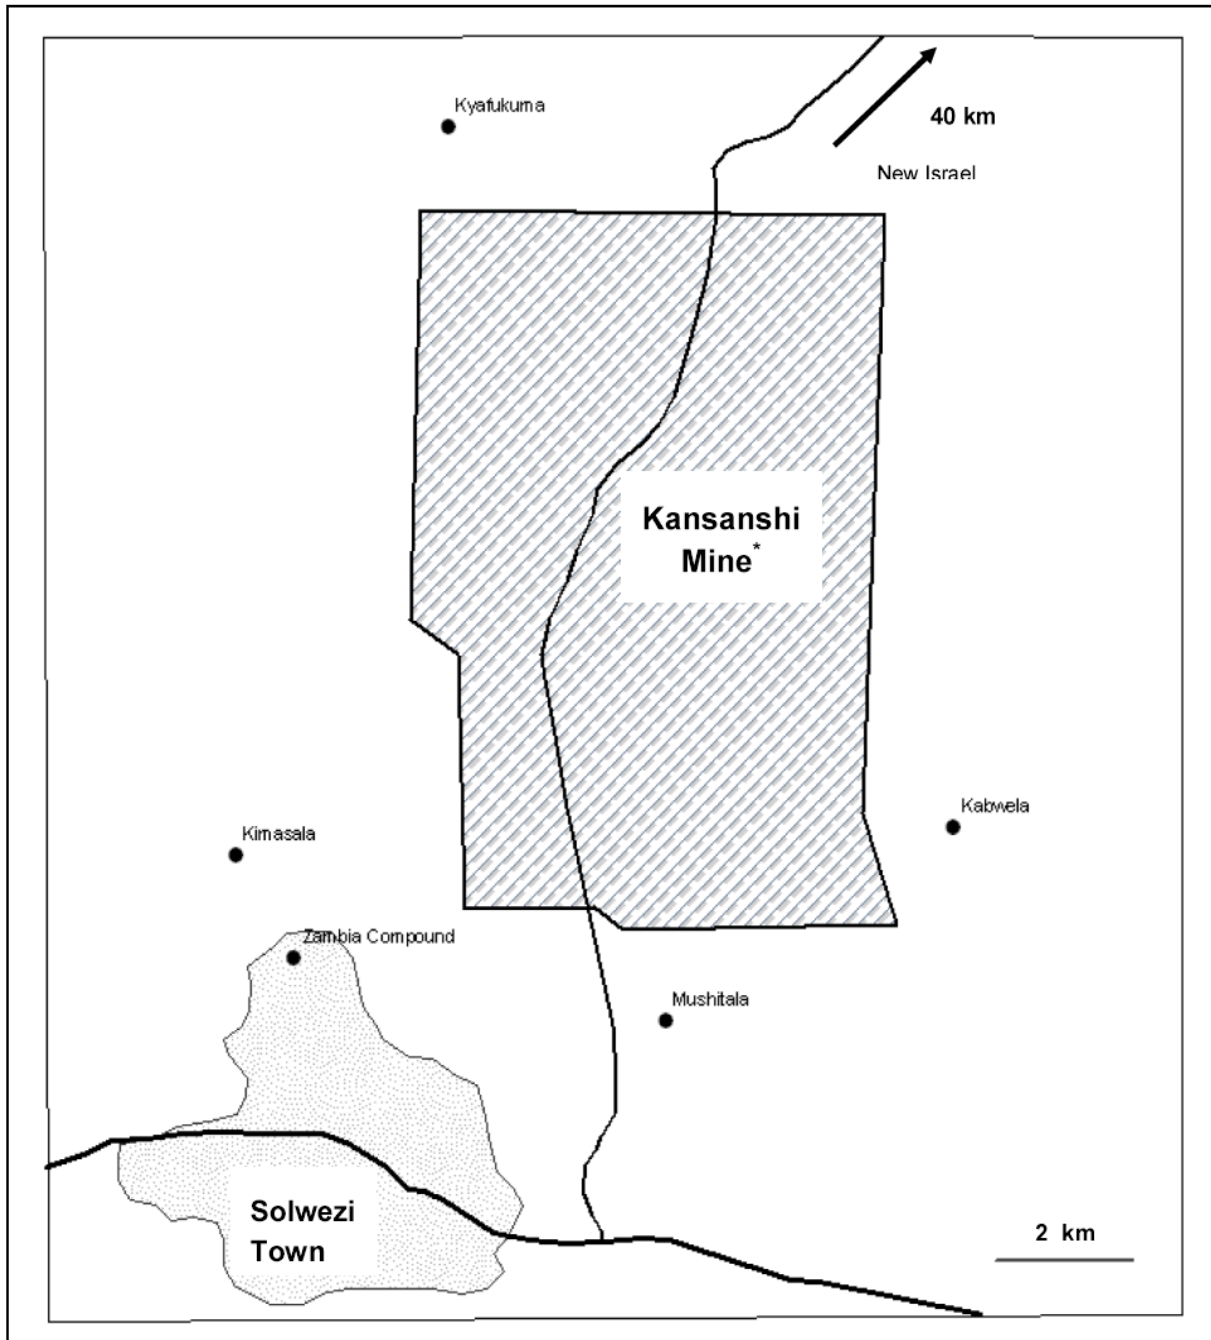 Kyafukuma
40 km
New Israel
Kansanshi
Mine*
Kabwela
Kimasala
Zambia Compound
Mushitala
Solwezi
Town
2 km